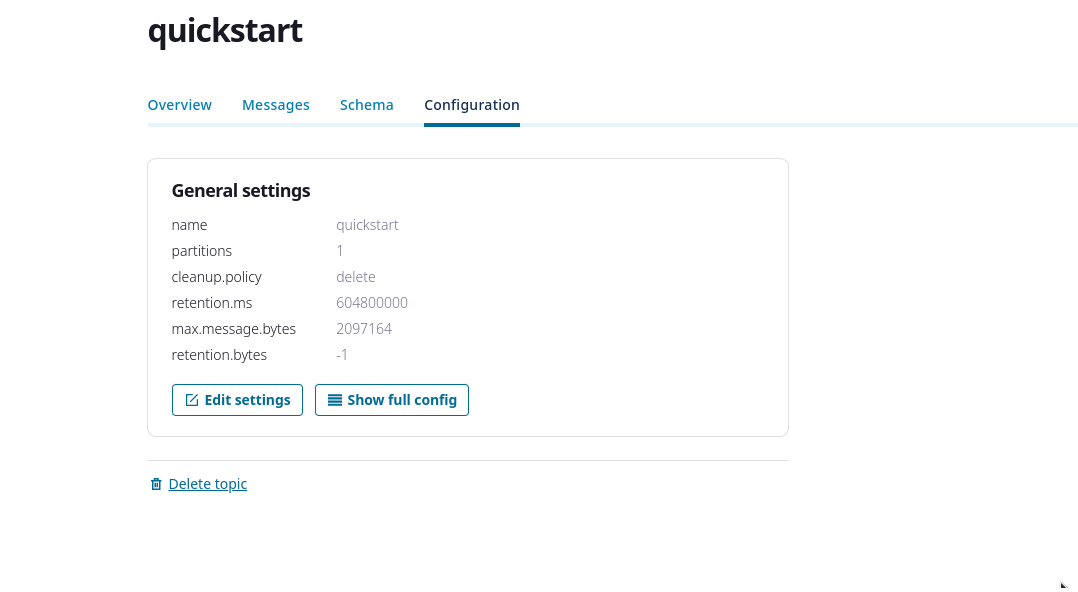 quickstart
Overview Messages Schema Configuration
General settings
name quickstart
partitions 1
cleanup.policy delete
retention.ms 604800000
max.message.bytes 2097164
retention.bytes -1
Edit settings Show full config
Delete topic